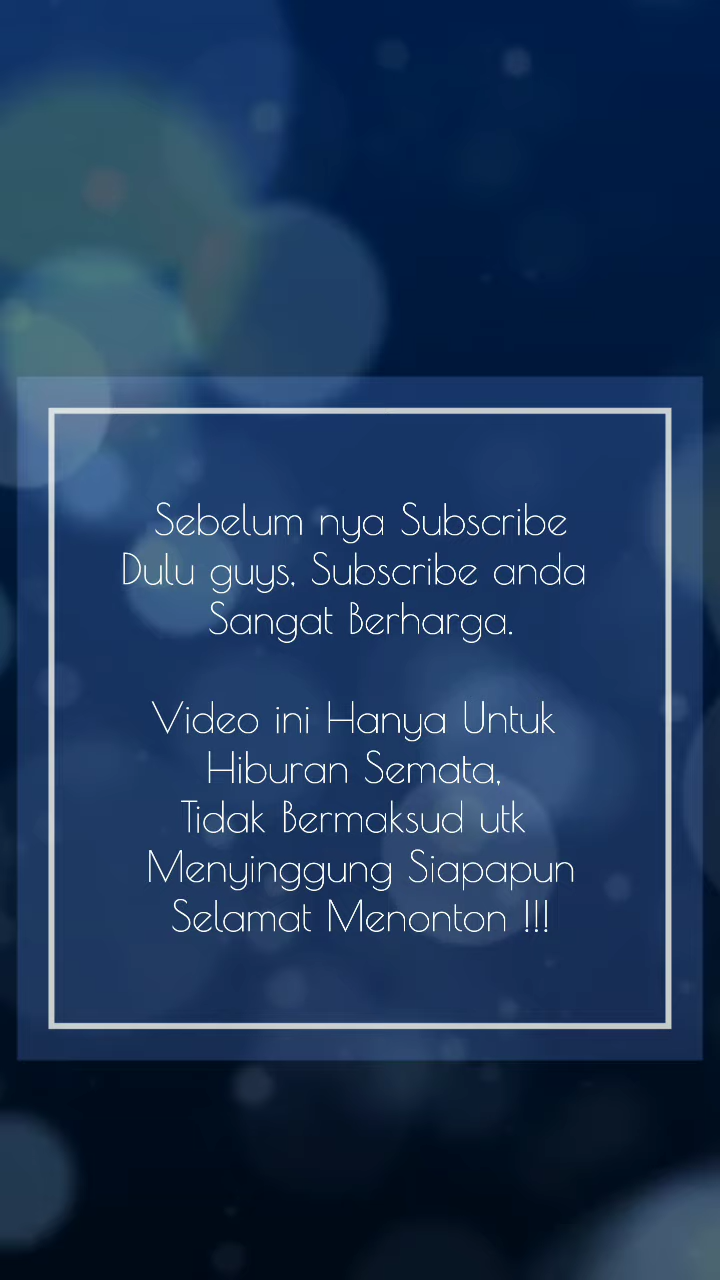 Sebelum nya Subscribe
Dulu guys, Subscribe anda
Sangat Berharga.
Video ini Hanya Untuk
Hiburan Semata,
Tidak Bermaksud utk
Menyinggung Siapapun
Selamat Menonton !!!